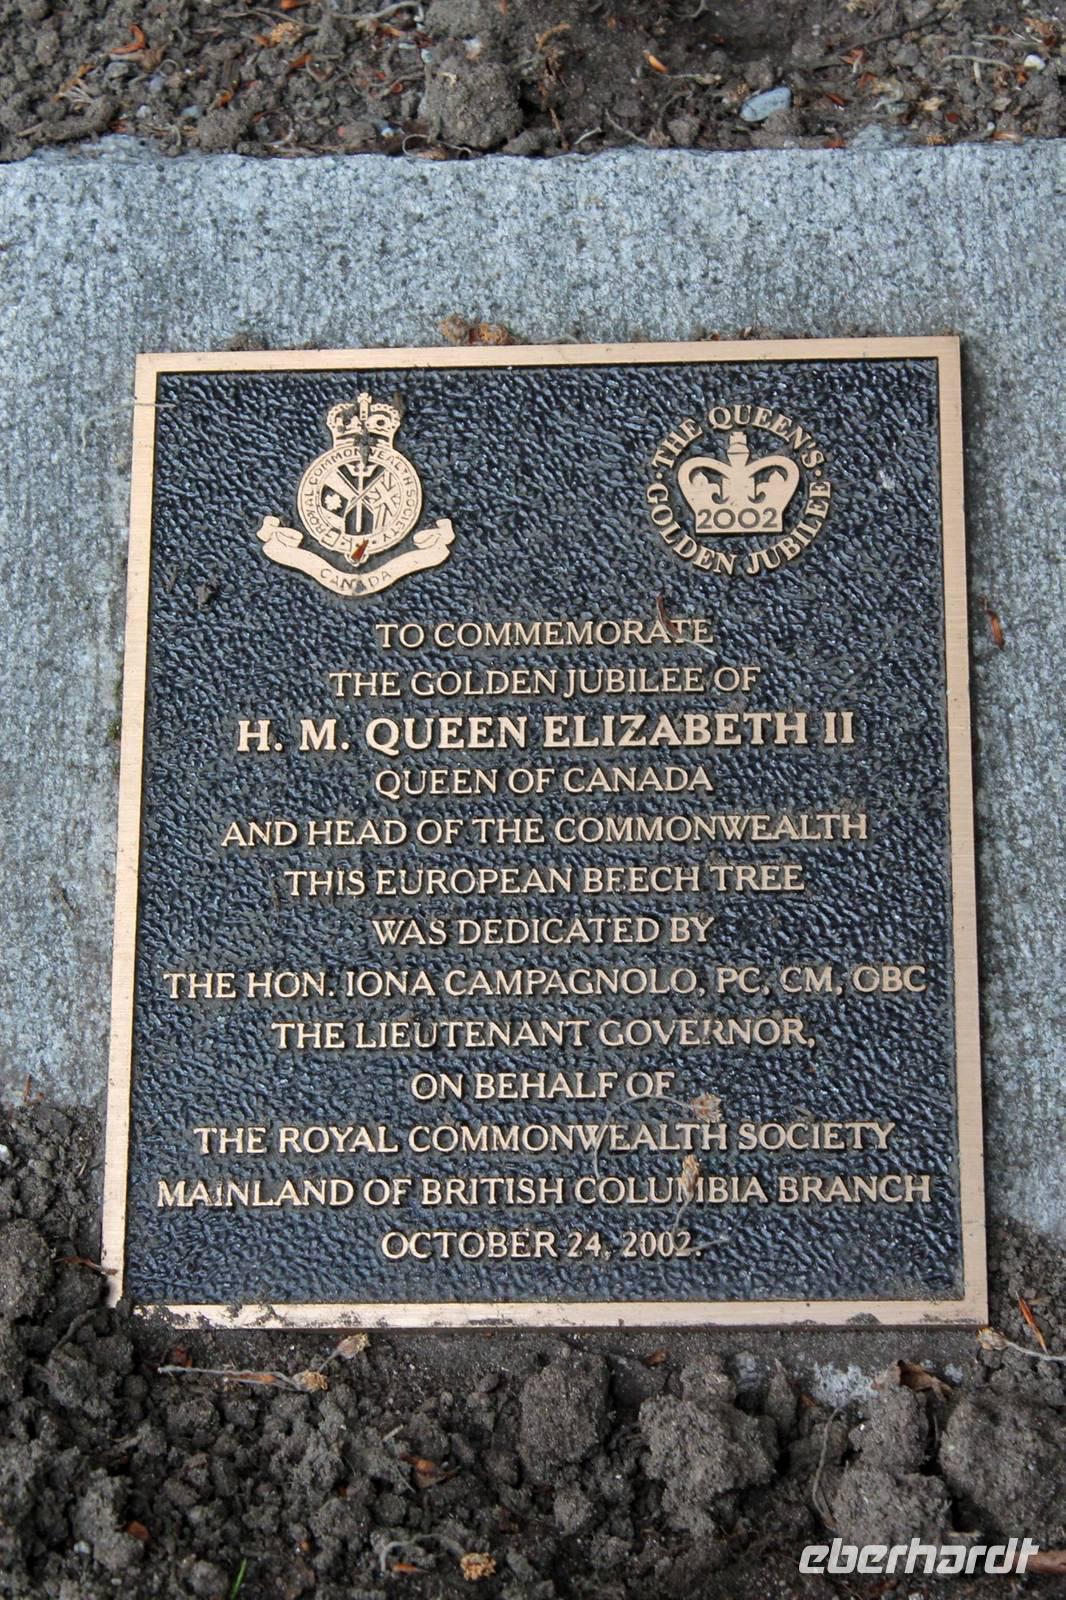 ROYAL COMMONWEALTH SOCIETY
CANADA
THE QUEEN'S
2002
GOLDEN JUBILEE
TO COMMEMORATE
THE GOLDEN JUBILEE OF
H. M. QUEEN ELIZABETH II
QUEEN OF CANADA
AND HEAD OF THE COMMONWEALTH
THIS EUROPEAN BEECH TREE
WAS DEDICATED BY
THE HON. IONA CAMPAGNOLO, PC, CM, OBC
THE LIEUTENANT GOVERNOR,
ON BEHALF OF
THE ROYAL COMMONWEALTH SOCIETY
MAINLAND OF BRITISH COLUMBIA BRANCH
OCTOBER 24, 2002.
eberhardt